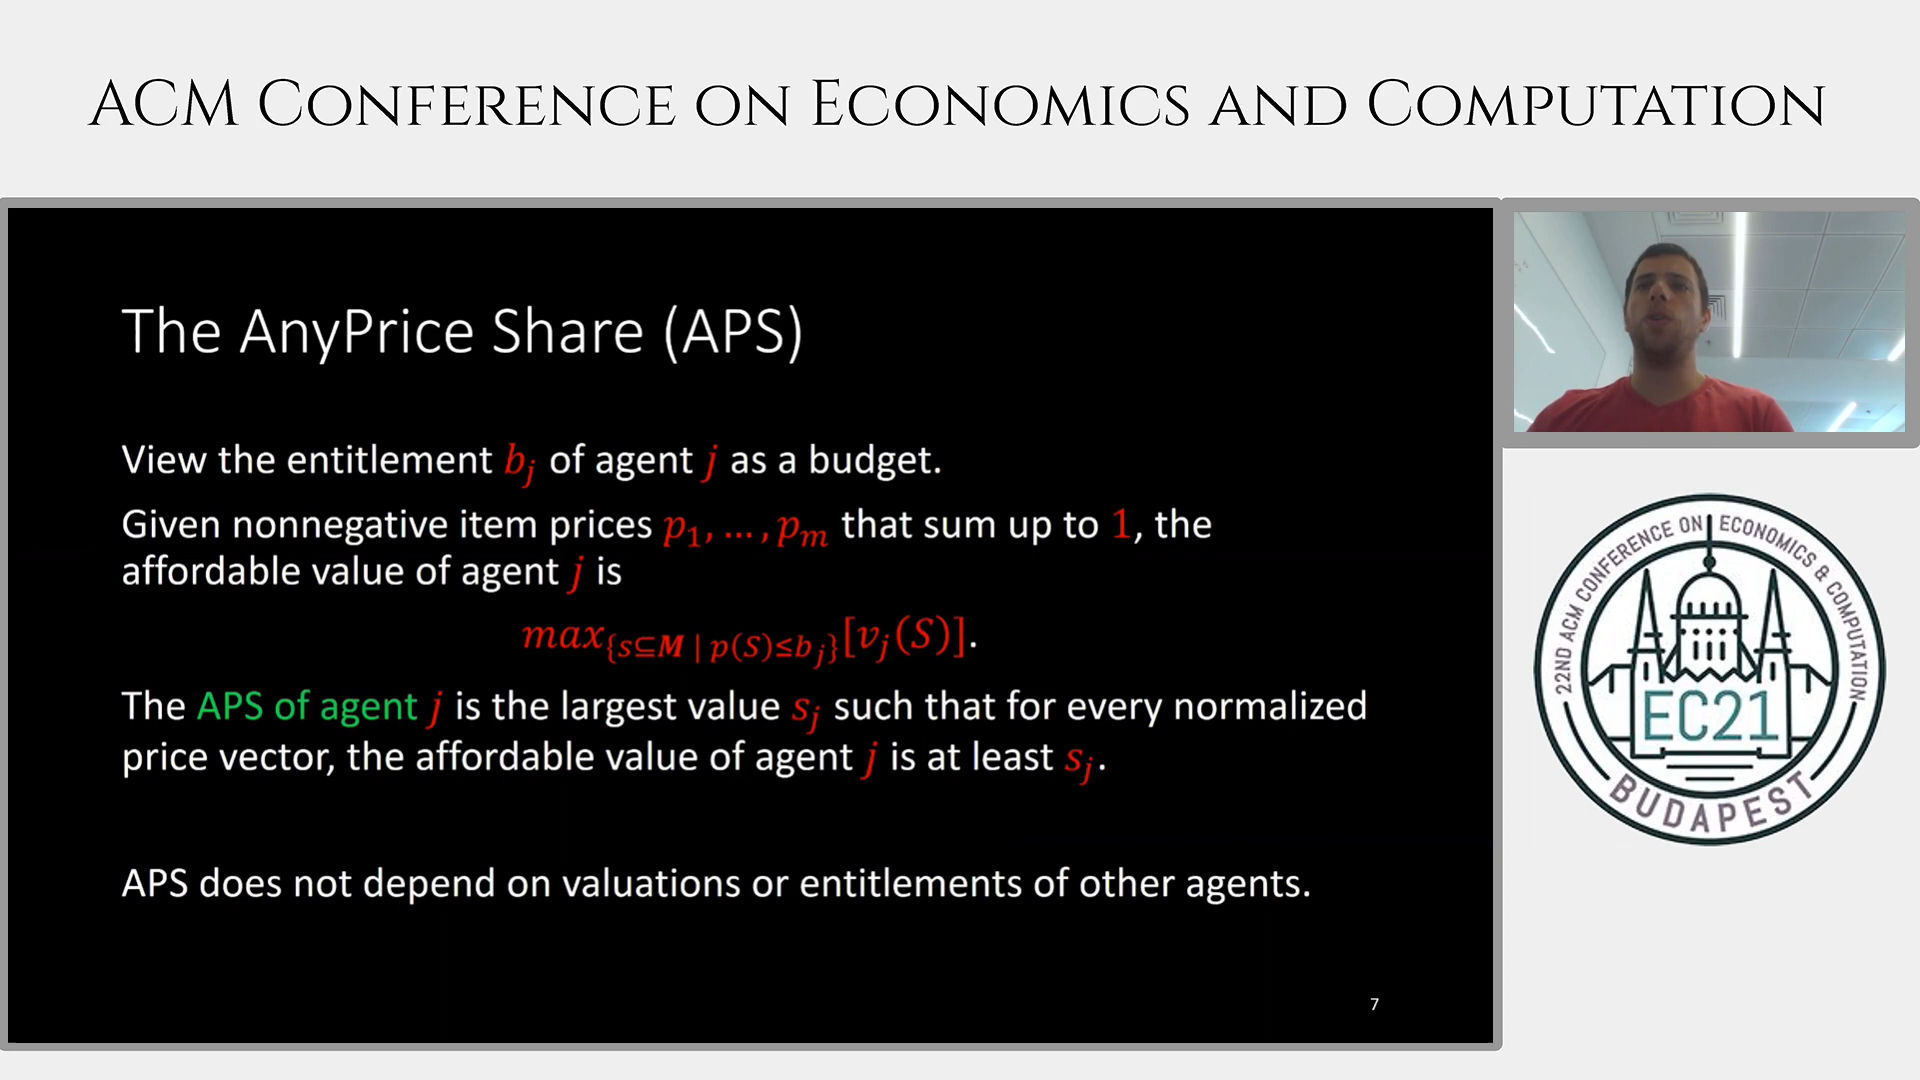 ACM Conference on Economics and Computation
The AnyPrice Share (APS)
View the entitlement b_j of agent j as a budget.
Given nonnegative item prices p_1, …, p_m that sum up to 1, the
affordable value of agent j is
max_{s⊆M | p(S)≤b_j}[v_j(S)].
The APS of agent j is the largest value s_j such that for every normalized
price vector, the affordable value of agent j is at least s_j.
APS does not depend on valuations or entitlements of other agents.
7
22ND ACM CONFERENCE ON ECONOMICS & COMPUTATION
EC21
BUDAPEST